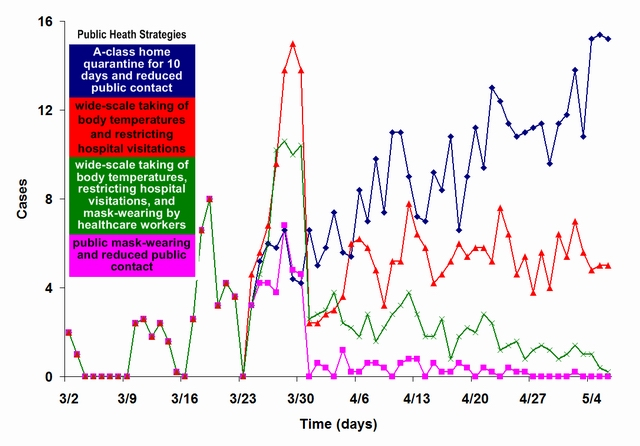 Public Heath Strategies
A-class home
quarantine for 10
days and reduced
public contact
wide-scale taking of
body temperatures
and restricting
hospital visitations
wide-scale taking of
body temperatures,
restricting hospital
visitations, and
mask-wearing by
healthcare workers
public mask-wearing
and reduced public
contact
16
12
8
4
0
Cases
3/2 3/9 3/16 3/23 3/30 4/6 4/13 4/20 4/27 5/4
Time (days)